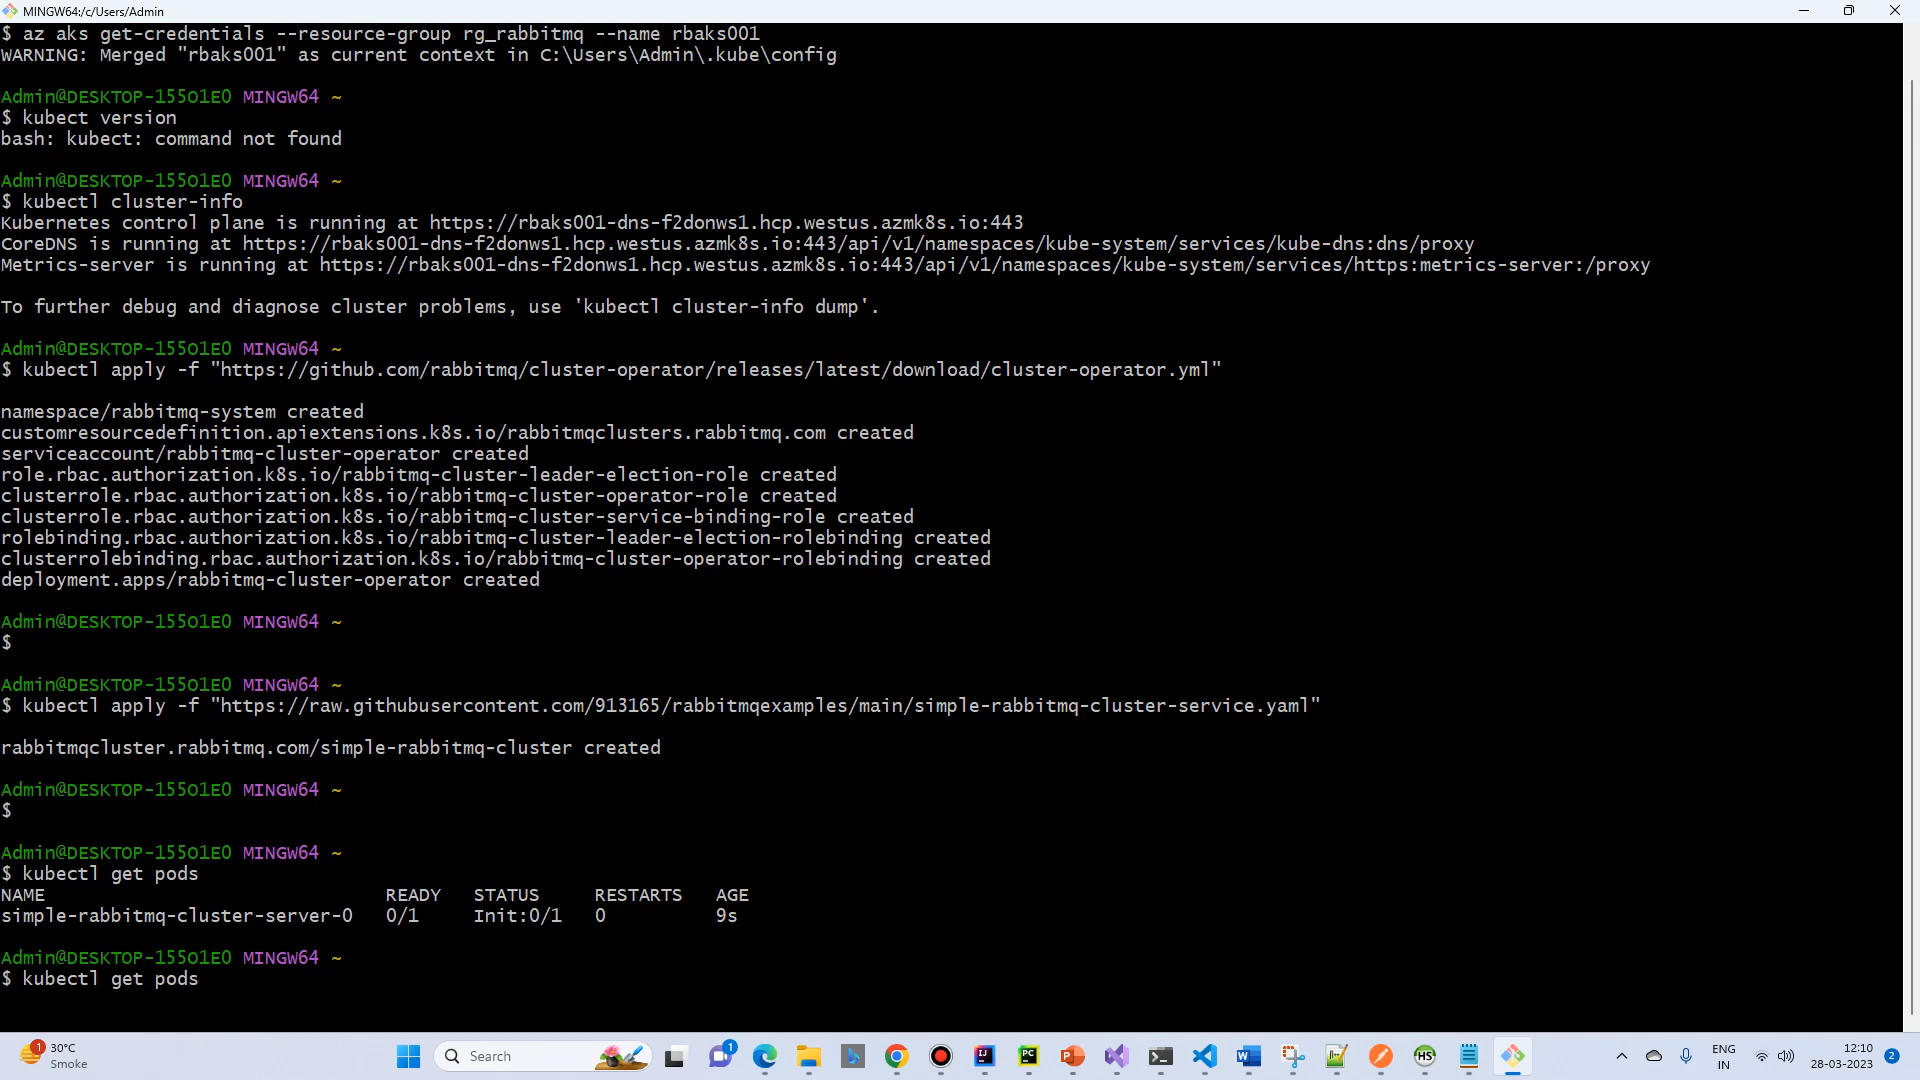 MINGW64:/c/Users/Admin
$ az aks get-credentials --resource-group rg_rabbitmq --name rbaks001
WARNING: Merged "rbaks001" as current context in C:\Users\Admin\.kube\config
Admin@DESKTOP-155O1E0 MINGW64 ~
$ kubect version
bash: kubect: command not found
Admin@DESKTOP-155O1E0 MINGW64 ~
$ kubectl cluster-info
Kubernetes control plane is running at https://rbaks001-dns-f2donws1.hcp.westus.azmk8s.io:443
CoreDNS is running at https://rbaks001-dns-f2donws1.hcp.westus.azmk8s.io:443/api/v1/namespaces/kube-system/services/kube-dns:dns/proxy
Metrics-server is running at https://rbaks001-dns-f2donws1.hcp.westus.azmk8s.io:443/api/v1/namespaces/kube-system/services/https:metrics-server:/proxy
To further debug and diagnose cluster problems, use 'kubectl cluster-info dump'.
Admin@DESKTOP-155O1E0 MINGW64 ~
$ kubectl apply -f "https://github.com/rabbitmq/cluster-operator/releases/latest/download/cluster-operator.yml"
namespace/rabbitmq-system created
customresourcedefinition.apiextensions.k8s.io/rabbitmqclusters.rabbitmq.com created
serviceaccount/rabbitmq-cluster-operator created
role.rbac.authorization.k8s.io/rabbitmq-cluster-leader-election-role created
clusterrole.rbac.authorization.k8s.io/rabbitmq-cluster-operator-role created
clusterrole.rbac.authorization.k8s.io/rabbitmq-cluster-service-binding-role created
rolebinding.rbac.authorization.k8s.io/rabbitmq-cluster-leader-election-rolebinding created
clusterrolebinding.rbac.authorization.k8s.io/rabbitmq-cluster-operator-rolebinding created
deployment.apps/rabbitmq-cluster-operator created
Admin@DESKTOP-155O1E0 MINGW64 ~
$
Admin@DESKTOP-155O1E0 MINGW64 ~
$ kubectl apply -f "https://raw.githubusercontent.com/913165/rabbitmqexamples/main/simple-rabbitmq-cluster-service.yaml"
rabbitmqcluster.rabbitmq.com/simple-rabbitmq-cluster created
Admin@DESKTOP-155O1E0 MINGW64 ~
$
Admin@DESKTOP-155O1E0 MINGW64 ~
$ kubectl get pods
NAME READY STATUS RESTARTS AGE
simple-rabbitmq-cluster-server-0 0/1 Init:0/1 0 9s
Admin@DESKTOP-155O1E0 MINGW64 ~
$ kubectl get pods
1
30°C
Smoke
Search
1
ENG
IN
12:10
28-03-2023
2